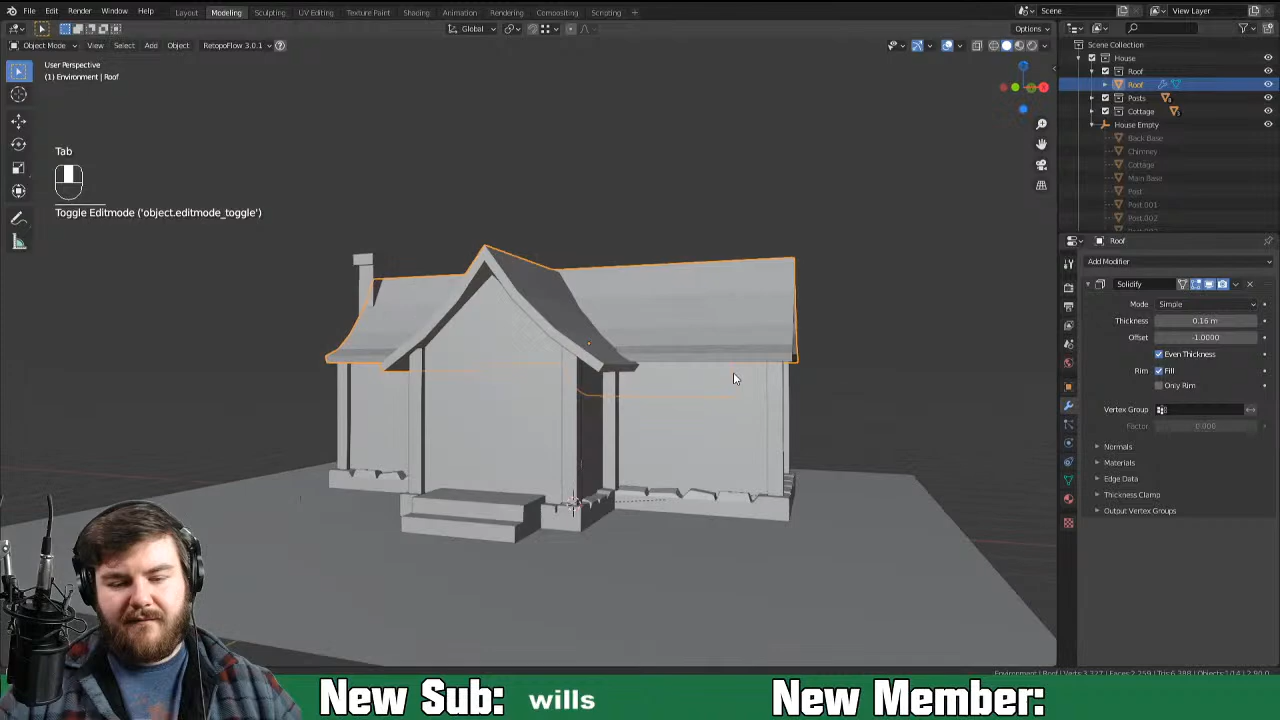 File Edit Render Window Help Layout Modeling Sculpting UV Editing Texture Paint Shading Animation Rendering Compositing Scripting + Scene View Layer
Global Options
Object Mode View Select Add Object RetopoFlow 3.0.1
User Perspective
(1) Environment | Roof
Tab
Toggle Editmode ('object.editmode_toggle')
Scene Collection
House
Roof
Roof
Posts
Cottage
House Empty
Back Base
Chimney
Cottage
Main Base
Post
Post.001
Post.002
Roof
Add Modifier
Solidify
Mode Simple
Thickness 0.16 m
Offset -1.0000
Even Thickness
Rim Fill
Only Rim
Vertex Group
Factor 0.000
Normals
Materials
Edge Data
Thickness Clamp
Output Vertex Groups
New Sub: wills New Member: